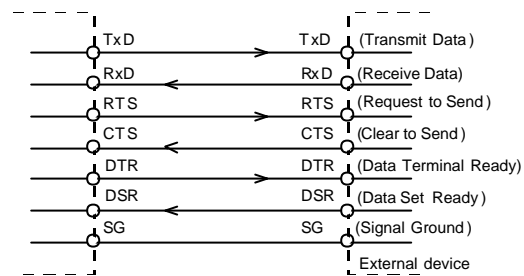 TxD TxD (Transmit Data)
RxD RxD (Receive Data)
RTS RTS (Request to Send)
CTS CTS (Clear to Send)
DTR DTR (Data Terminal Ready)
DSR DSR (Data Set Ready)
SG SG (Signal Ground)
External device